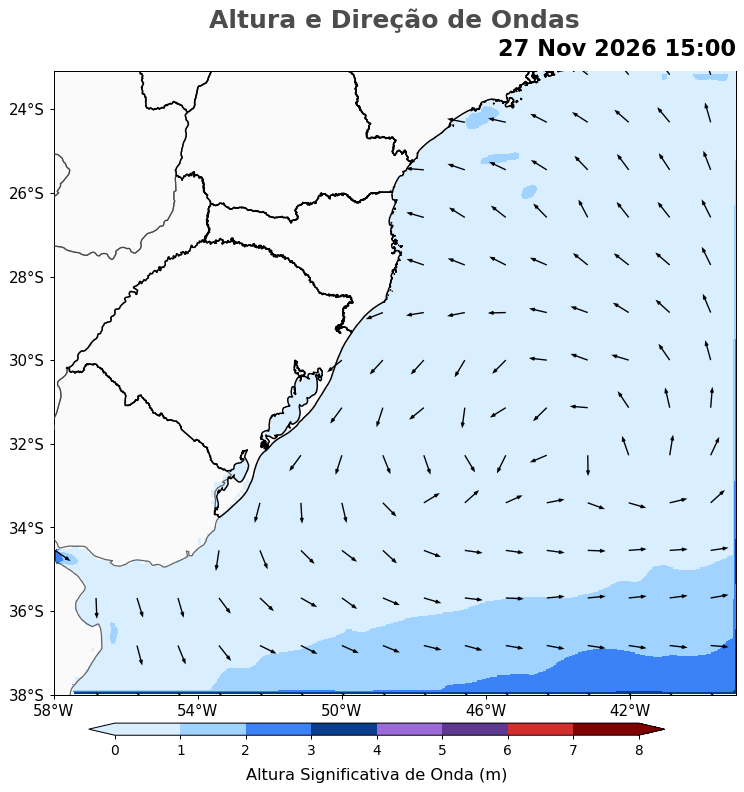 Altura e Direção de Ondas
27 Nov 2026 15:00
24°S
26°S
28°S
30°S
32°S
34°S
36°S
38°S
58°W 54°W 50°W 46°W 42°W
0 1 2 3 4 5 6 7 8
Altura Significativa de Onda (m)